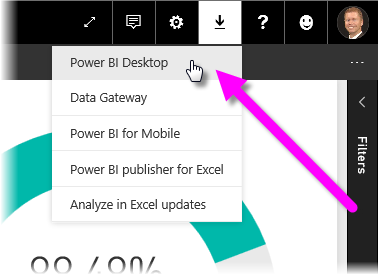 Power BI Desktop
Data Gateway
Power BI for Mobile
Power BI publisher for Excel
Analyze in Excel updates
Filters